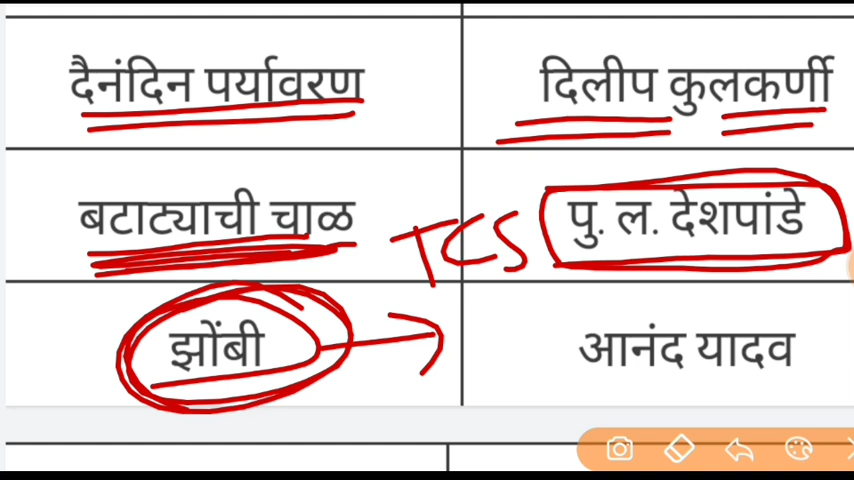 दैनंदिन पर्यावरण दिलीप कुलकर्णी
बटाट्याची चाळ TCS पु. ल. देशपांडे
झोंबी आनंद यादव